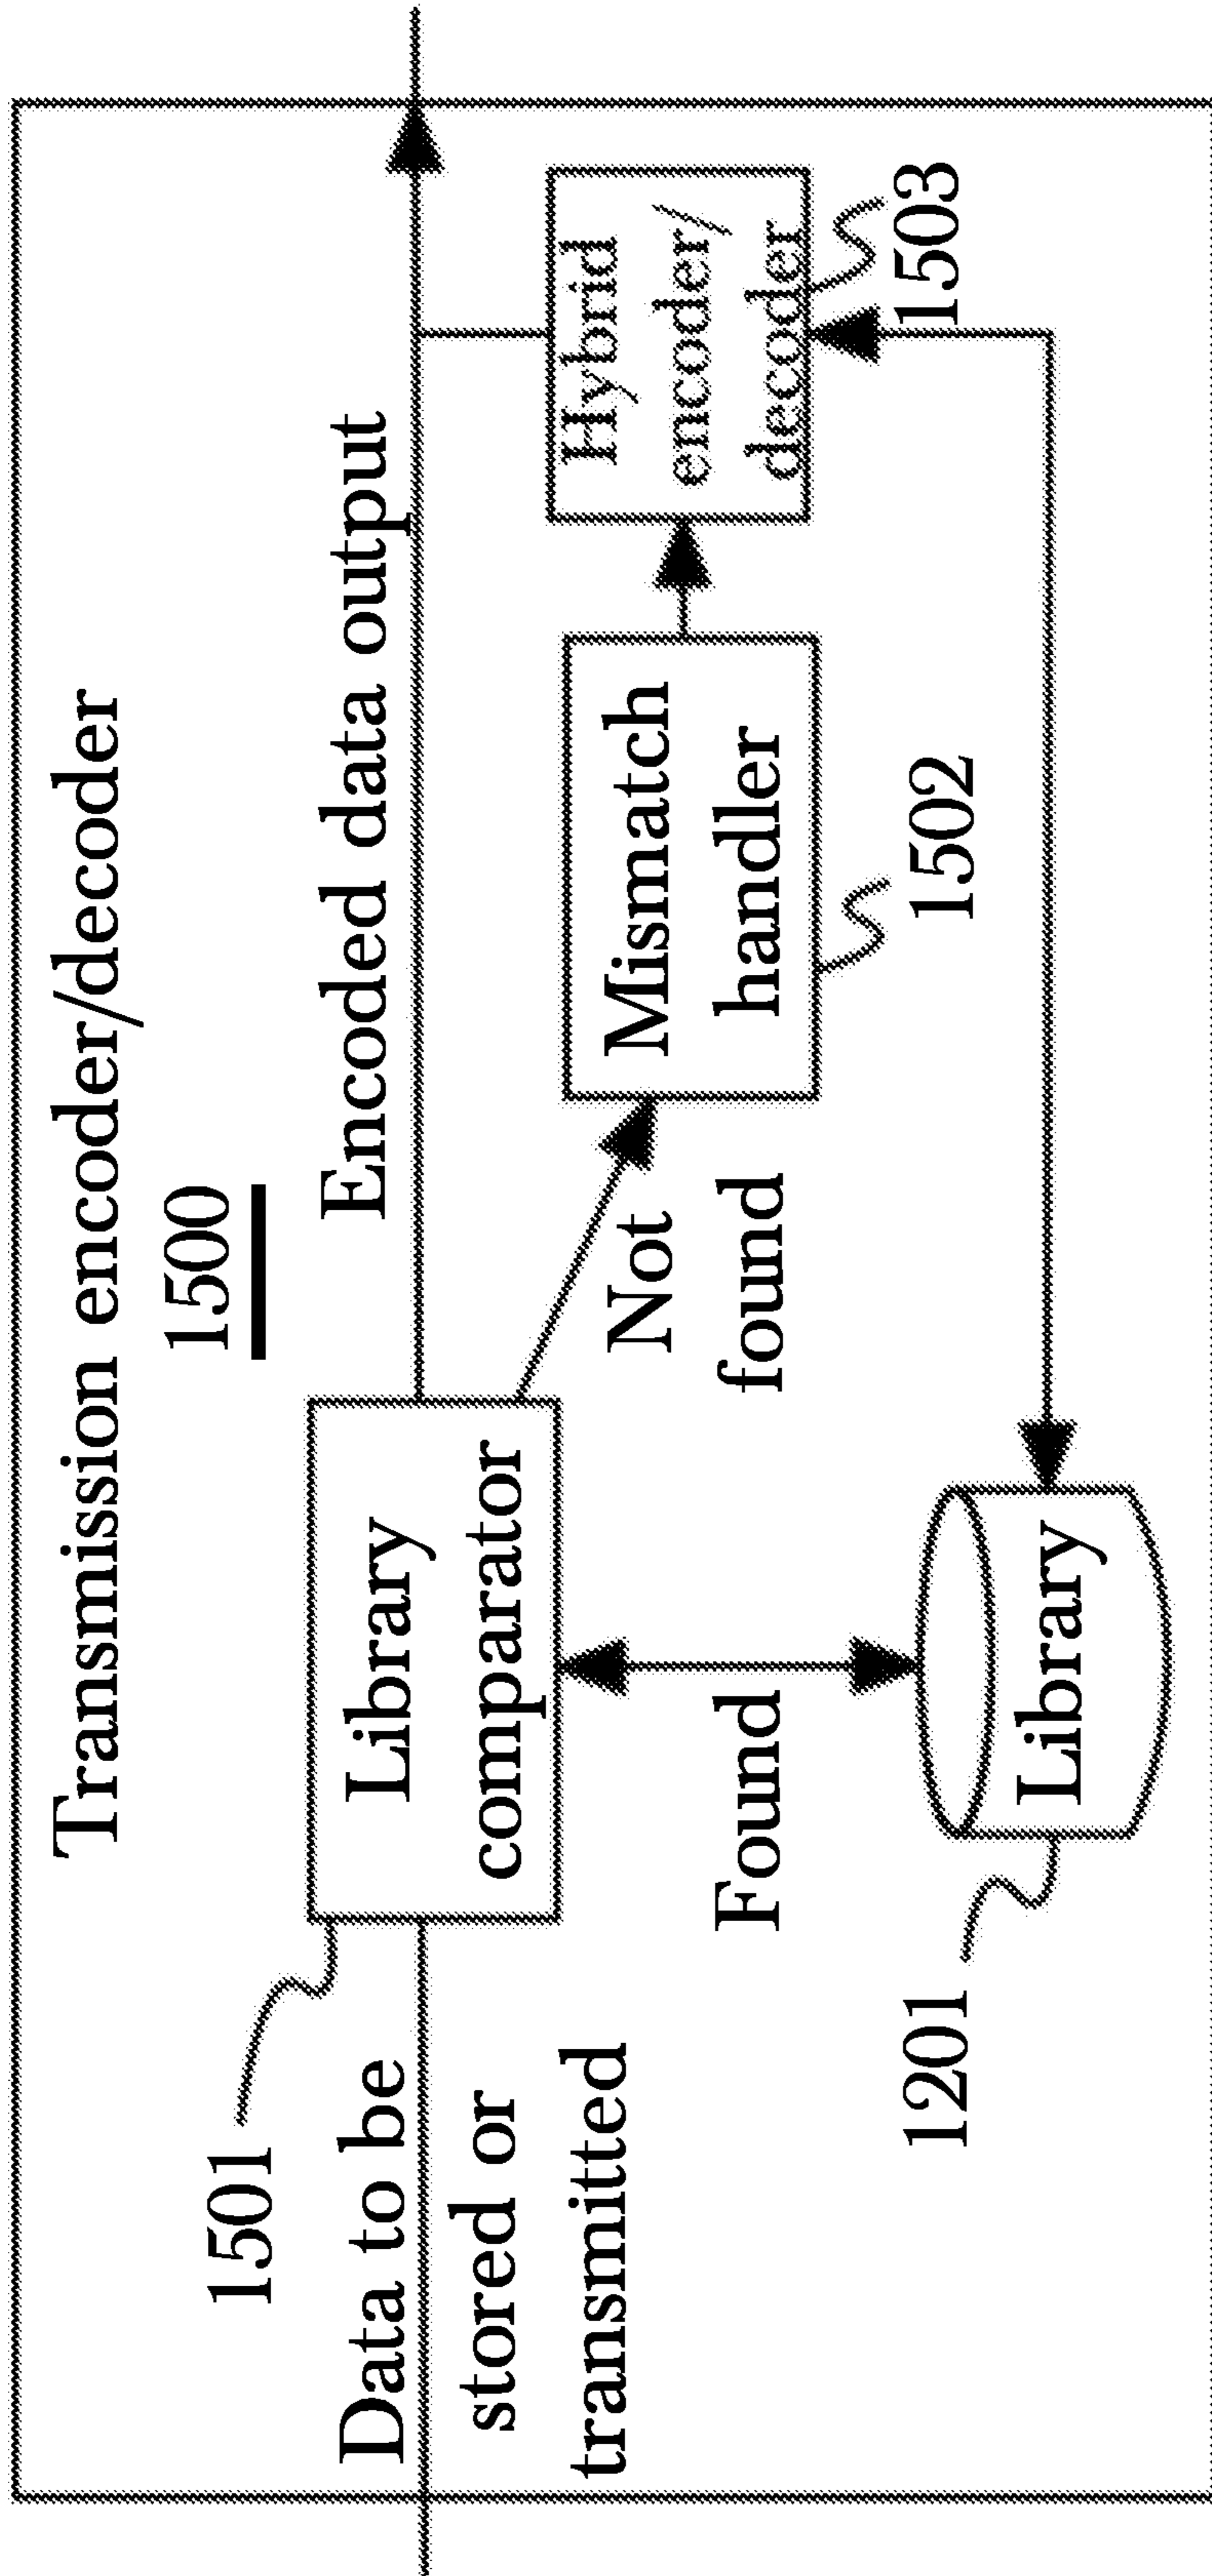 Transmission encoder/decoder
1500
1501
Data to be
stored or
transmitted
Library
comparator
Encoded data output
Not
found
Mismatch
handler
1502
Hybrid
encoder/
decoder
1503
Found
1201
Library